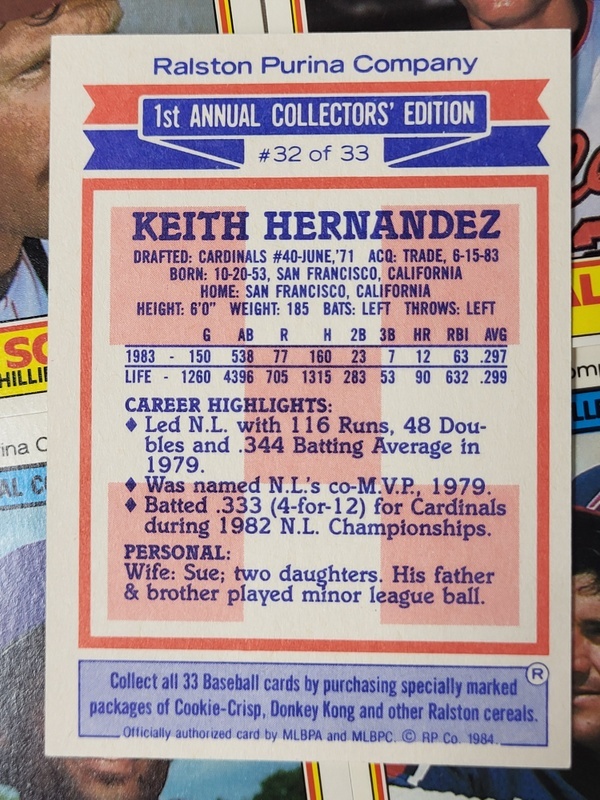 Ralston Purina Company
1st ANNUAL COLLECTORS' EDITION
#32 of 33
KEITH HERNANDEZ
DRAFTED: CARDINALS #40-JUNE,'71 ACQ: TRADE, 6-15-83
BORN: 10-20-53, SAN FRANCISCO, CALIFORNIA
HOME: SAN FRANCISCO, CALIFORNIA
HEIGHT: 6'0" WEIGHT: 185 BATS: LEFT THROWS: LEFT
G AB R H 2B 3B HR RBI AVG
1983 - 150 538 77 160 23 7 12 63 .297
LIFE - 1260 4396 705 1315 283 53 90 632 .299
CAREER HIGHLIGHTS:
♦ Led N.L. with 116 Runs, 48 Dou-
bles and .344 Batting Average in
1979.
♦ Was named N.L.'s co-M.V.P., 1979.
♦ Batted .333 (4-for-12) for Cardinals
during 1982 N.L. Championships.
PERSONAL:
Wife: Sue; two daughters. His father
& brother played minor league ball.
®
Collect all 33 Baseball cards by purchasing specially marked
packages of Cookie-Crisp, Donkey Kong and other Ralston cereals.
Officially authorized card by MLBPA and MLBPC. © RP Co. 1984.